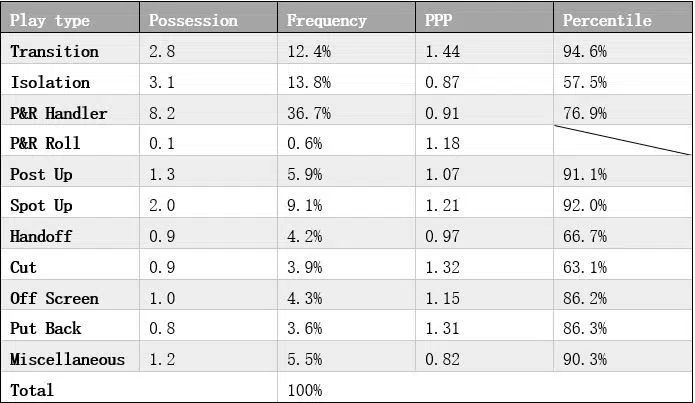 Play type Possession Frequency PPP Percentile
Transition 2.8 12.4% 1.44 94.6%
Isolation 3.1 13.8% 0.87 57.5%
P&R Handler 8.2 36.7% 0.91 76.9%
P&R Roll 0.1 0.6% 1.18
Post Up 1.3 5.9% 1.07 91.1%
Spot Up 2.0 9.1% 1.21 92.0%
Handoff 0.9 4.2% 0.97 66.7%
Cut 0.9 3.9% 1.32 63.1%
Off Screen 1.0 4.3% 1.15 86.2%
Put Back 0.8 3.6% 1.31 86.3%
Miscellaneous 1.2 5.5% 0.82 90.3%
Total 100%